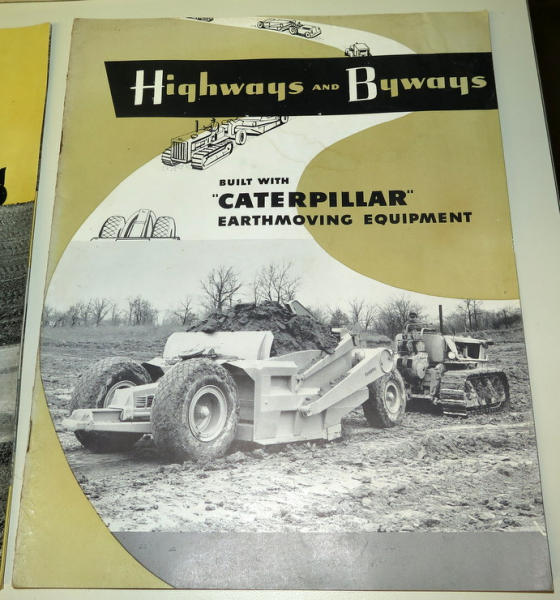 Highways AND Byways
BUILT WITH
"CATERPILLAR"
EARTHMOVING EQUIPMENT